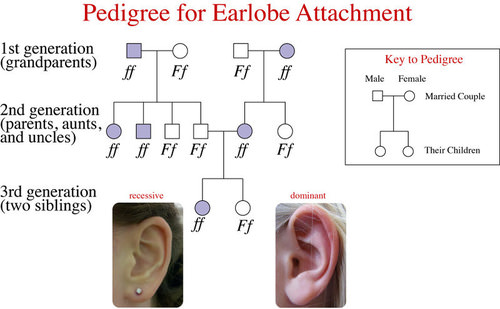 Pedigree for Earlobe Attachment
1st generation
(grandparents)
ff Ff Ff ff
Key to Pedigree
Male Female
Married Couple
Their Children
2nd generation
(parents, aunts,
and uncles)
ff ff Ff Ff ff Ff
3rd generation
(two siblings)
ff Ff
recessive
dominant